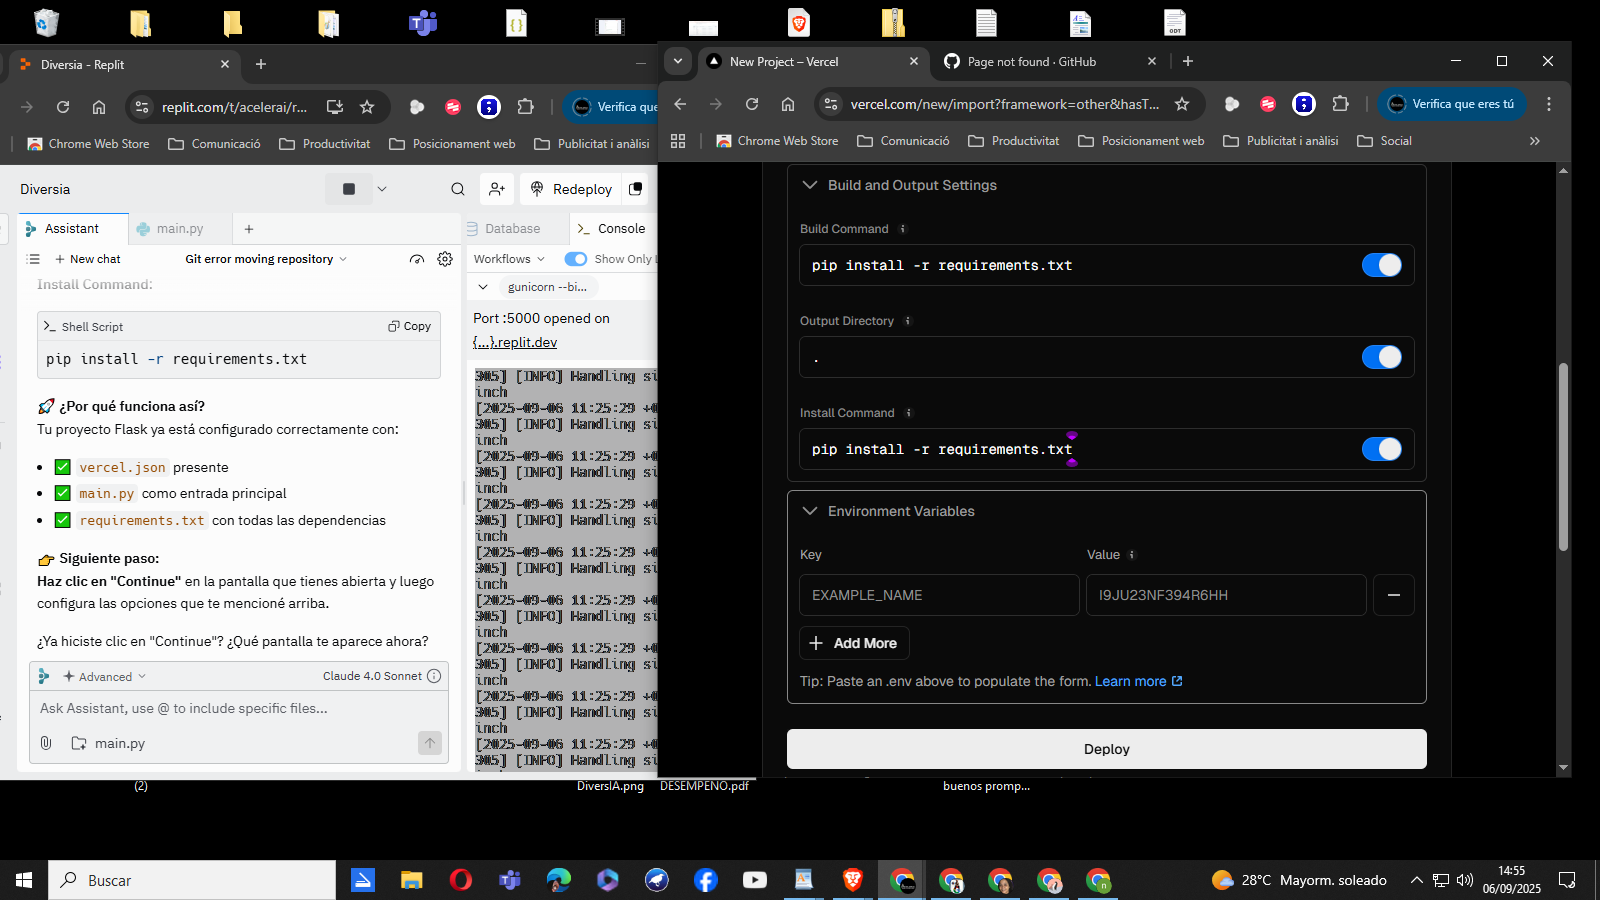 Diversia - Replit
replit.com/t/acelerai/r...
Verifica que
Chrome Web Store
Comunicació
Productivitat
Posicionament web
Publicitat i anàlisi
Diversia
Redeploy
Assistant
main.py
Database
Console
New chat
Git error moving repository
Workflows
Show Only
Install Command:
gunicorn --bi...
Shell Script
Copy
pip install -r requirements.txt
Port :5000 opened on
{...}.replit.dev
🚀 ¿Por qué funciona así?
Tu proyecto Flask ya está configurado correctamente con:
• ✅ vercel.json presente
• ✅ main.py como entrada principal
• ✅ requirements.txt con todas las dependencias
👉 Siguiente paso:
Haz clic en "Continue" en la pantalla que tienes abierta y luego
configura las opciones que te mencioné arriba.
¿Ya hiciste clic en "Continue"? ¿Qué pantalla te aparece ahora?
Advanced
Claude 4.0 Sonnet
Ask Assistant, use @ to include specific files...
main.py
305] [INFO] Handling si
inch
[2025-09-06 11:25:29 +0
305] [INFO] Handling si
inch
[2025-09-06 11:25:29 +0
305] [INFO] Handling si
inch
[2025-09-06 11:25:29 +0
305] [INFO] Handling si
inch
[2025-09-06 11:25:29 +0
305] [INFO] Handling si
inch
[2025-09-06 11:25:29 +0
305] [INFO] Handling si
inch
[2025-09-06 11:25:29 +0
305] [INFO] Handling si
inch
[2025-09-06 11:25:29 +0
305] [INFO] Handling si
inch
[2025-09-06 11:25:29 +0
New Project – Vercel
Page not found · GitHub
vercel.com/new/import?framework=other&hasT...
Verifica que eres tú
Chrome Web Store
Comunicació
Productivitat
Posicionament web
Publicitat i anàlisi
Social
Build and Output Settings
Build Command
pip install -r requirements.txt
Output Directory
.
Install Command
pip install -r requirements.txt
Environment Variables
Key
Value
EXAMPLE_NAME
I9JU23NF394R6HH
Add More
Tip: Paste an .env above to populate the form. Learn more
Deploy
ODT
(2)
DiversIA.png
DESEMPENO.pdf
buenos promp...
Buscar
28°C Mayorm. soleado
14:55
06/09/2025